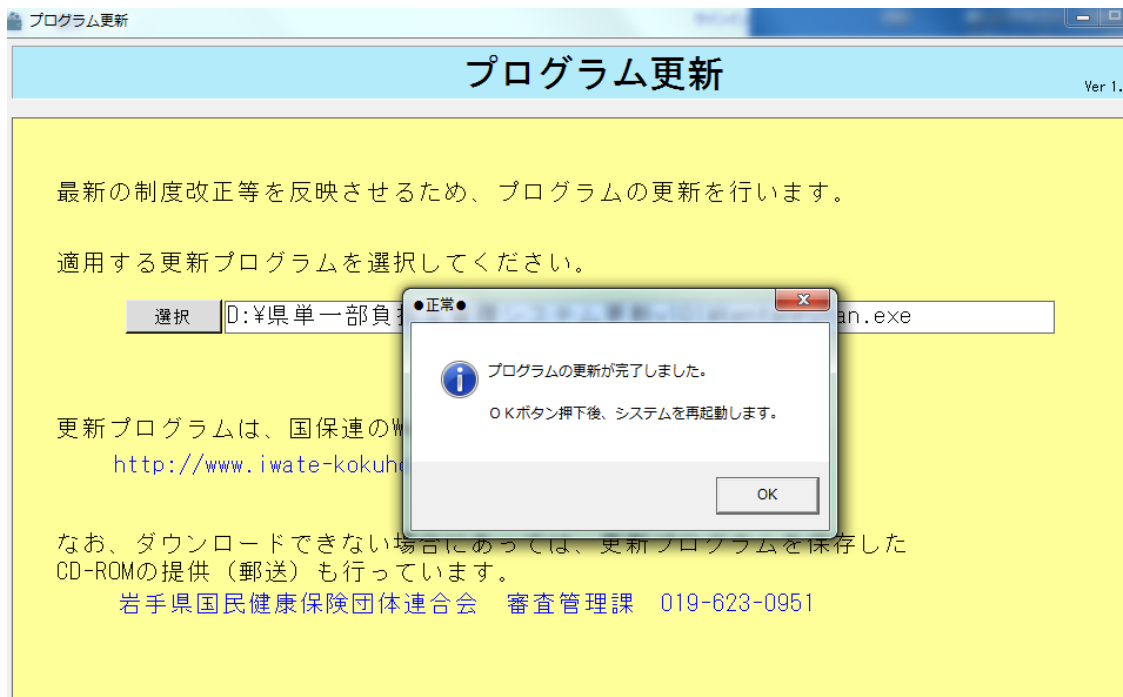 プログラム更新
プログラム更新
Ver 1.
最新の制度改正等を反映させるため、プログラムの更新を行います。
適用する更新プログラムを選択してください。
選択
D:¥県単一部負
an.exe
●正常●
プログラムの更新が完了しました。
ＯＫボタン押下後、システムを再起動します。
OK
更新プログラムは、国保連のW
http://www.iwate-kokuho
なお、ダウンロードできない場合にあっては、更新プログラムを保存した
CD-ROMの提供（郵送）も行っています。
岩手県国民健康保険団体連合会　審査管理課　019-623-0951